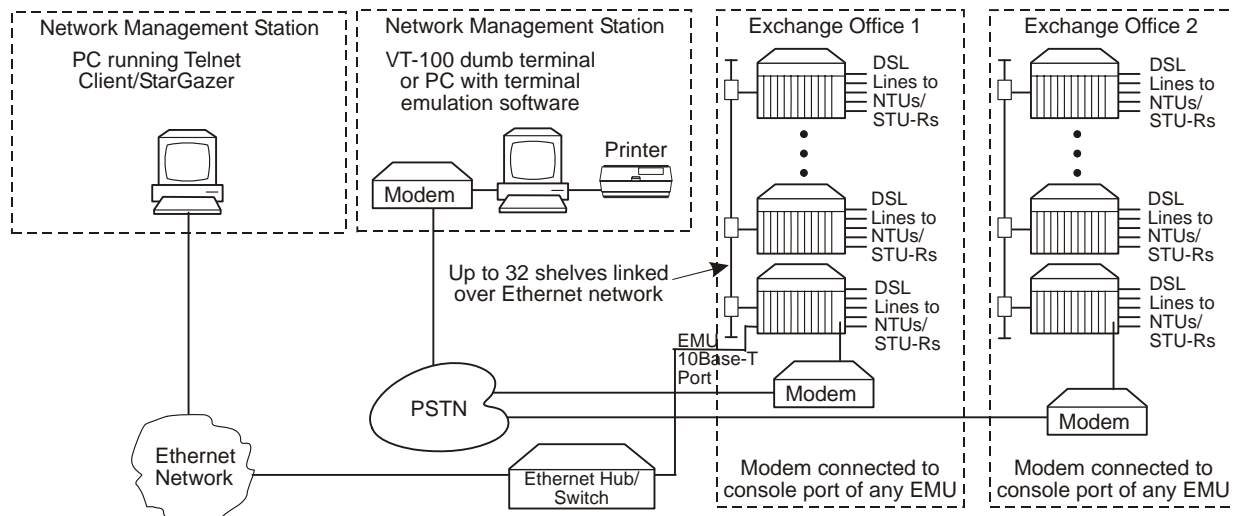 Network Management Station
PC running Telnet
Client/StarGazer
Network Management Station
VT-100 dumb terminal
or PC with terminal
emulation software
Modem
Printer
Exchange Office 1
DSL
Lines to
NTUs/
STU-Rs
DSL
Lines to
NTUs/
STU-Rs
DSL
Lines to
NTUs/
STU-Rs
Modem
Modem connected to
console port of any EMU
Exchange Office 2
DSL
Lines to
NTUs/
STU-Rs
DSL
Lines to
NTUs/
STU-Rs
DSL
Lines to
NTUs/
STU-Rs
Modem
Modem connected to
console port of any EMU
Up to 32 shelves linked
over Ethernet network
EMU
10Base-T
Port
PSTN
Ethernet
Network
Ethernet Hub/
Switch